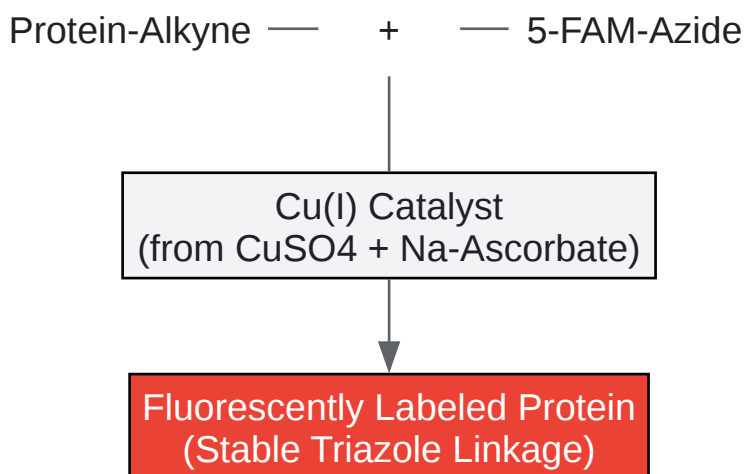 Protein-Alkyne + 5-FAM-Azide
Cu(I) Catalyst
(from CuSO4 + Na-Ascorbate)
Fluorescently Labeled Protein
(Stable Triazole Linkage)